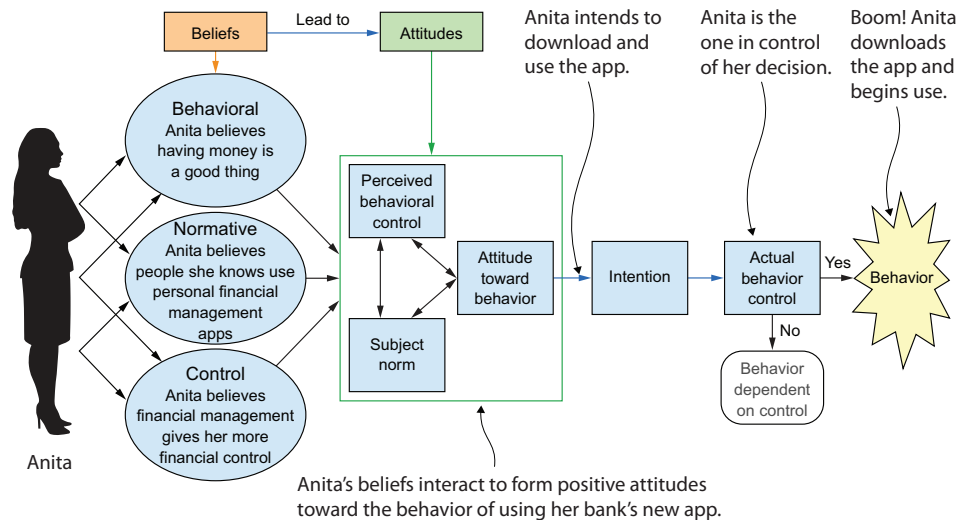 Beliefs
Lead to
Attitudes
Anita intends to
download and
use the app.
Anita is the
one in control
of her decision.
Boom! Anita
downloads
the app and
begins use.
Behavioral
Anita believes
having money is
a good thing
Normative
Anita believes
people she knows use
personal financial
management
apps
Control
Anita believes
financial management
gives her more
financial control
Anita
Perceived
behavioral
control
Attitude
toward
behavior
Subject
norm
Intention
Actual
behavior
control
Yes
Behavior
No
Behavior
dependent
on control
Anita’s beliefs interact to form positive attitudes
toward the behavior of using her bank’s new app.